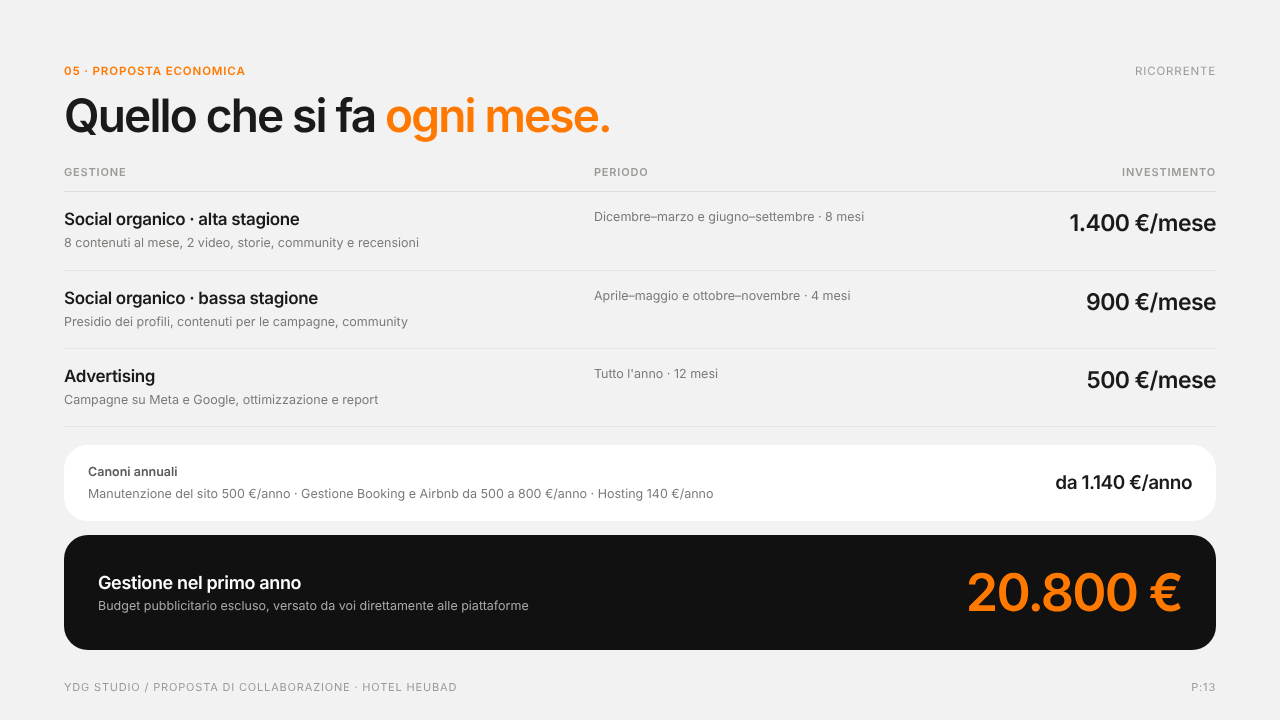 05 · PROPOSTA ECONOMICA
RICORRENTE
Quello che si fa ogni mese.
GESTIONE
PERIODO
INVESTIMENTO
Social organico · alta stagione
8 contenuti al mese, 2 video, storie, community e recensioni
Dicembre–marzo e giugno–settembre · 8 mesi
1.400 €/mese
Social organico · bassa stagione
Presidio dei profili, contenuti per le campagne, community
Aprile–maggio e ottobre–novembre · 4 mesi
900 €/mese
Advertising
Campagne su Meta e Google, ottimizzazione e report
Tutto l'anno · 12 mesi
500 €/mese
Canoni annuali
Manutenzione del sito 500 €/anno · Gestione Booking e Airbnb da 500 a 800 €/anno · Hosting 140 €/anno
da 1.140 €/anno
Gestione nel primo anno
Budget pubblicitario escluso, versato da voi direttamente alle piattaforme
20.800 €
YDG STUDIO / PROPOSTA DI COLLABORAZIONE · HOTEL HEUBAD
P:13